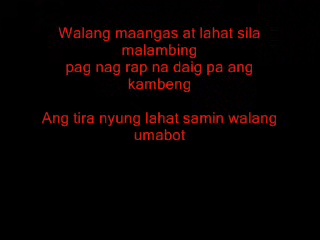 Walang maangas at lahat sila
malambing
pag nag rap na daig pa ang
kambeng
Ang tira nyung lahat samin walang
umabot